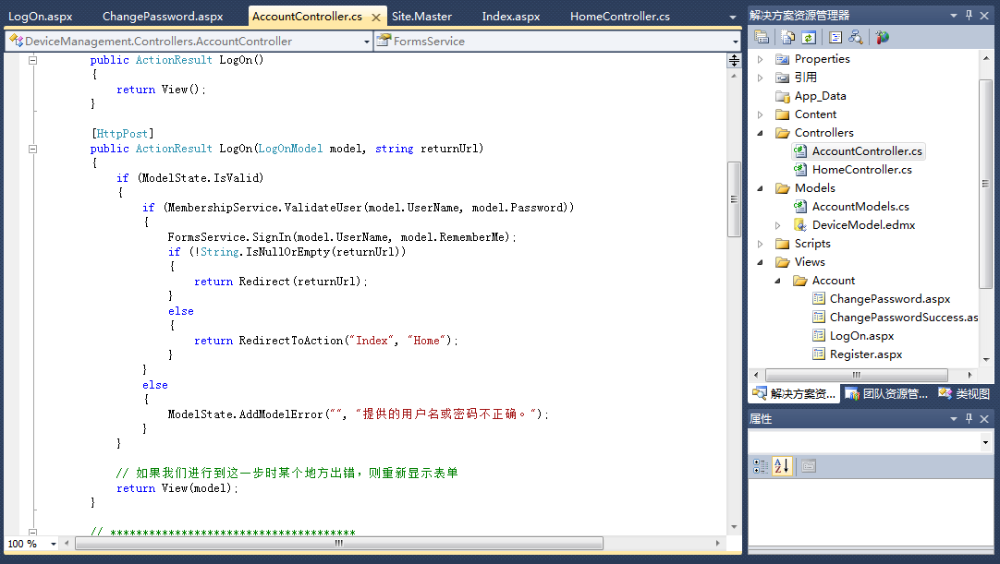 LogOn.aspx ChangePassword.aspx AccountController.cs Site.Master Index.aspx HomeController.cs
DeviceManagement.Controllers.AccountController FormsService
public ActionResult LogOn()
{
return View();
}
[HttpPost]
public ActionResult LogOn(LogOnModel model, string returnUrl)
{
if (ModelState.IsValid)
{
if (MembershipService.ValidateUser(model.UserName, model.Password))
{
FormsService.SignIn(model.UserName, model.RememberMe);
if (!String.IsNullOrEmpty(returnUrl))
{
return Redirect(returnUrl);
}
else
{
return RedirectToAction("Index", "Home");
}
}
else
{
ModelState.AddModelError("", "提供的用户名或密码不正确。");
}
}
// 如果我们进行到这一步时某个地方出错，则重新显示表单
return View(model);
}
// **************************************
100 %
解决方案资源管理器
Properties
引用
App_Data
Content
Controllers
AccountController.cs
HomeController.cs
Models
AccountModels.cs
DeviceModel.edmx
Scripts
Views
Account
ChangePassword.aspx
ChangePasswordSuccess.as
LogOn.aspx
Register.aspx
解决方案资... 团队资源管... 类视图
属性